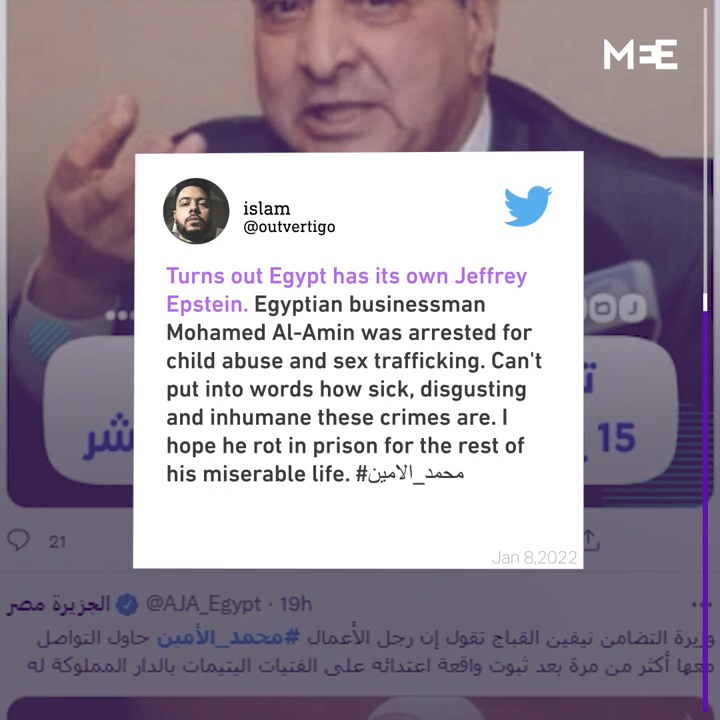 MEE
islam
@outvertigo
Turns out Egypt has its own Jeffrey
Epstein. Egyptian businessman
Mohamed Al-Amin was arrested for
child abuse and sex trafficking. Can't
put into words how sick, disgusting
and inhumane these crimes are. I
hope he rot in prison for the rest of
his miserable life. #محمد_الامين
Jan 8,2022
15
21
الجزيرة مصر @AJA_Egypt · 19h
وزيرة التضامن نيفين القباج تقول إن رجل الأعمال #محمد_الأمين حاول التواصل
معها أكثر من مرة بعد ثبوت واقعة اعتدائه على الفتيات اليتيمات بالدار المملوكة له